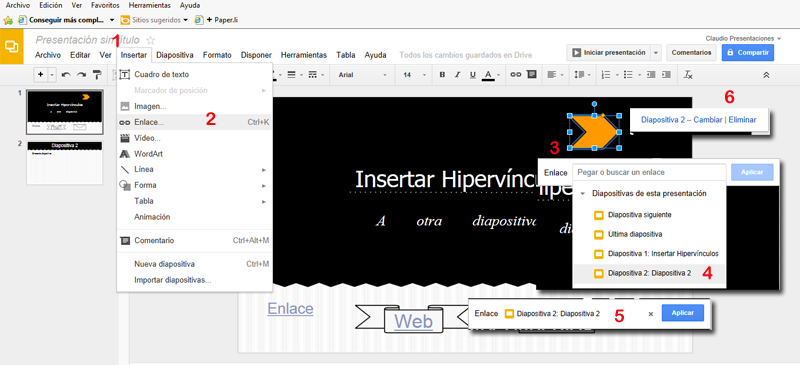 Archivo Edición Ver Favoritos Herramientas Ayuda
Conseguir más compl... Sitios sugeridos + Paper.li
Presentación sin título
Claudio Presentaciones
1
Archivo Editar Ver Insertar Diapositiva Formato Disponer Herramientas Tabla Ayuda Todos los cambios guardados en Drive
Iniciar presentación Comentarios Compartir
Arial 14 B I U A
Cuadro de texto
Marcador de posición
Imagen...
Enlace... Ctrl+K
2
Vídeo...
WordArt
Línea
Forma
Tabla
Animación
Comentario Ctrl+Alt+M
Nueva diapositiva Ctrl+M
Importar diapositivas...
1
Insertar Hipervínculos
2
Diapositiva 2
6
Diapositiva 2 – Cambiar | Eliminar
3
Enlace Pegar o buscar un enlace Aplicar
Diapositivas de esta presentación
Diapositiva siguiente
Última diapositiva
Diapositiva 1: Insertar Hipervínculos
Diapositiva 2: Diapositiva 2
4
Insertar Hipervínc
A otra diapositiva
Enlace
Web
Enlace Diapositiva 2: Diapositiva 2 5 × Aplicar